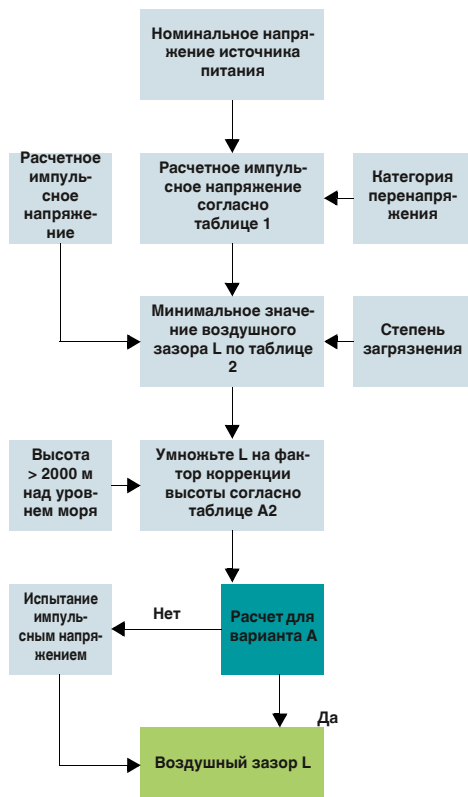 Номинальное напря-
жение источника
питания
Расчетное
импуль-
сное
напряже-
ние
Расчетное импуль-
сное напряжение
согласно
таблице 1
Категория
перенапря-
жения
Минимальное значе-
ние воздушного
зазора L по таблице
2
Степень
загрязнения
Высота
> 2000 м
над уров-
нем моря
Умножьте L на фак-
тор коррекции
высоты согласно
таблице A2
Испытание
импуль-
сным напря-
жением
Нет
Расчет для
варианта A
Да
Воздушный зазор L